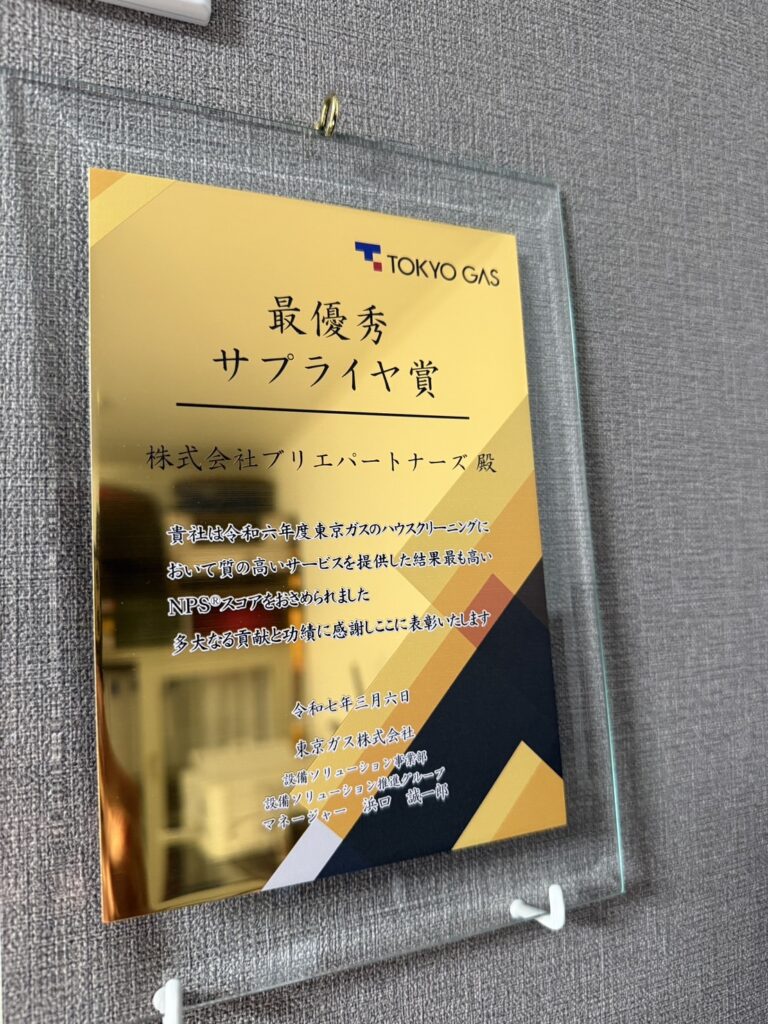 TOKYO GAS
最優秀
サプライヤ賞
株式会社ブリエパートナーズ 殿
貴社は令和六年度東京ガスのハウスクリーニングに
おいて質の高いサービスを提供した結果最も高い
NPS®スコアをおさめられました
多大なる貢献と功績に感謝しここに表彰いたします
令和七年三月六日
東京ガス株式会社
設備ソリューション事業部
設備ソリューション推進グループ
マネージャー 浜口 誠一郎